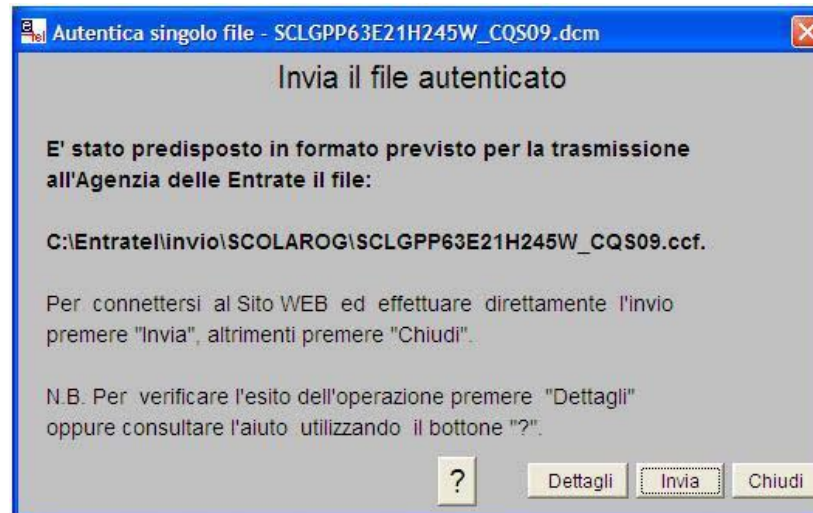 e
Tel
Autentica singolo file - SCLGPP63E21H245W_CQS09.dcm
Invia il file autenticato
E' stato predisposto in formato previsto per la trasmissione
all'Agenzia delle Entrate il file:
C:\Entratel\invio\SCOLAROG\SCLGPP63E21H245W_CQS09.ccf.
Per connettersi al Sito WEB ed effettuare direttamente l'invio
premere "Invia", altrimenti premere "Chiudi".
N.B. Per verificare l'esito dell'operazione premere "Dettagli"
oppure consultare l'aiuto utilizzando il bottone "?".
? Dettagli Invia Chiudi